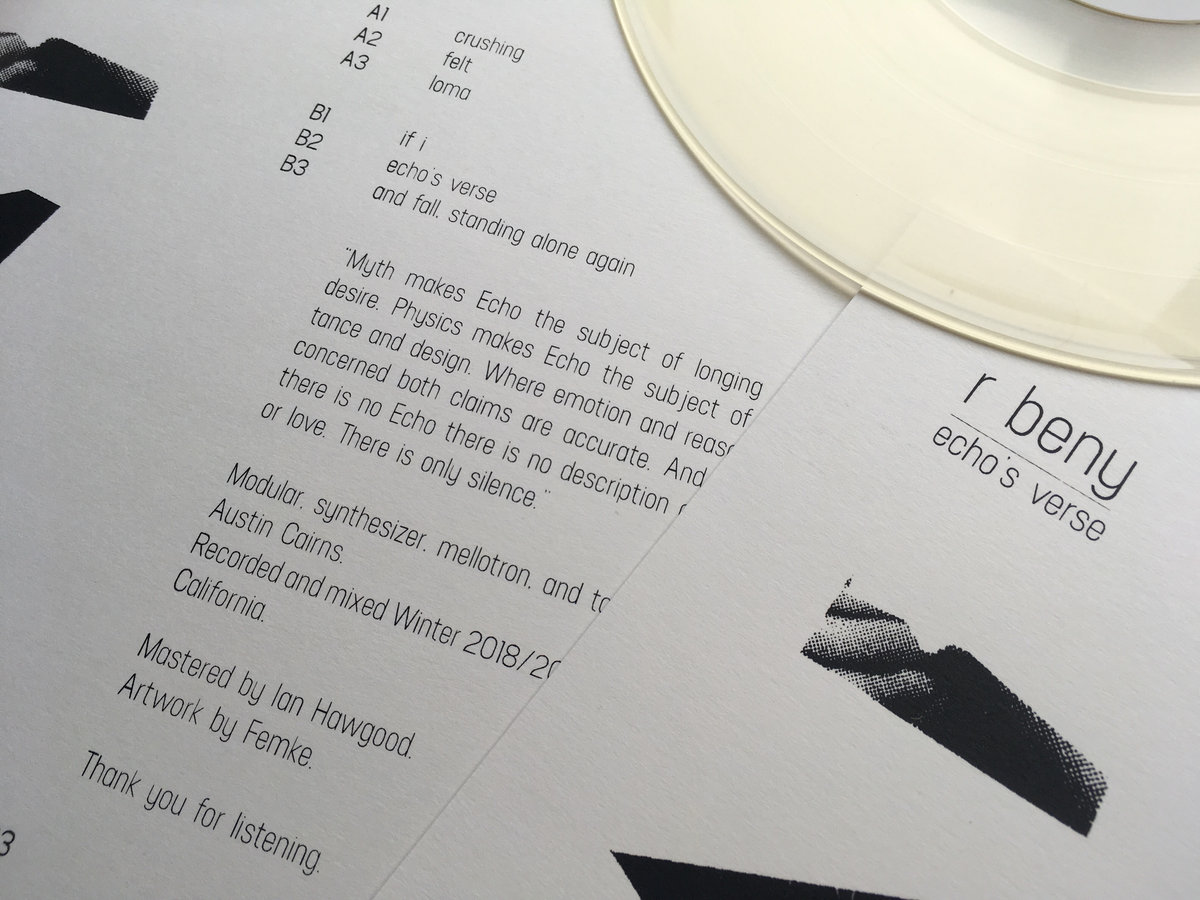 A1 crushing
A2 felt
A3 loma
B1 if i
B2 echo's verse
B3 and fall, standing alone again
"Myth makes Echo the subject of longing
desire. Physics makes Echo the subject of
tance and design. Where emotion and
concerned both claims are accurate. And
there is no Echo there is no description
or love. There is only silence."
Modular, synthesizer, mellotron, and
Austin Cairns.
Recorded and mixed Winter 2018/
California.
Mastered by Ian Hawgood.
Artwork by Femke.
Thank you for listening.
r beny
echo's verse